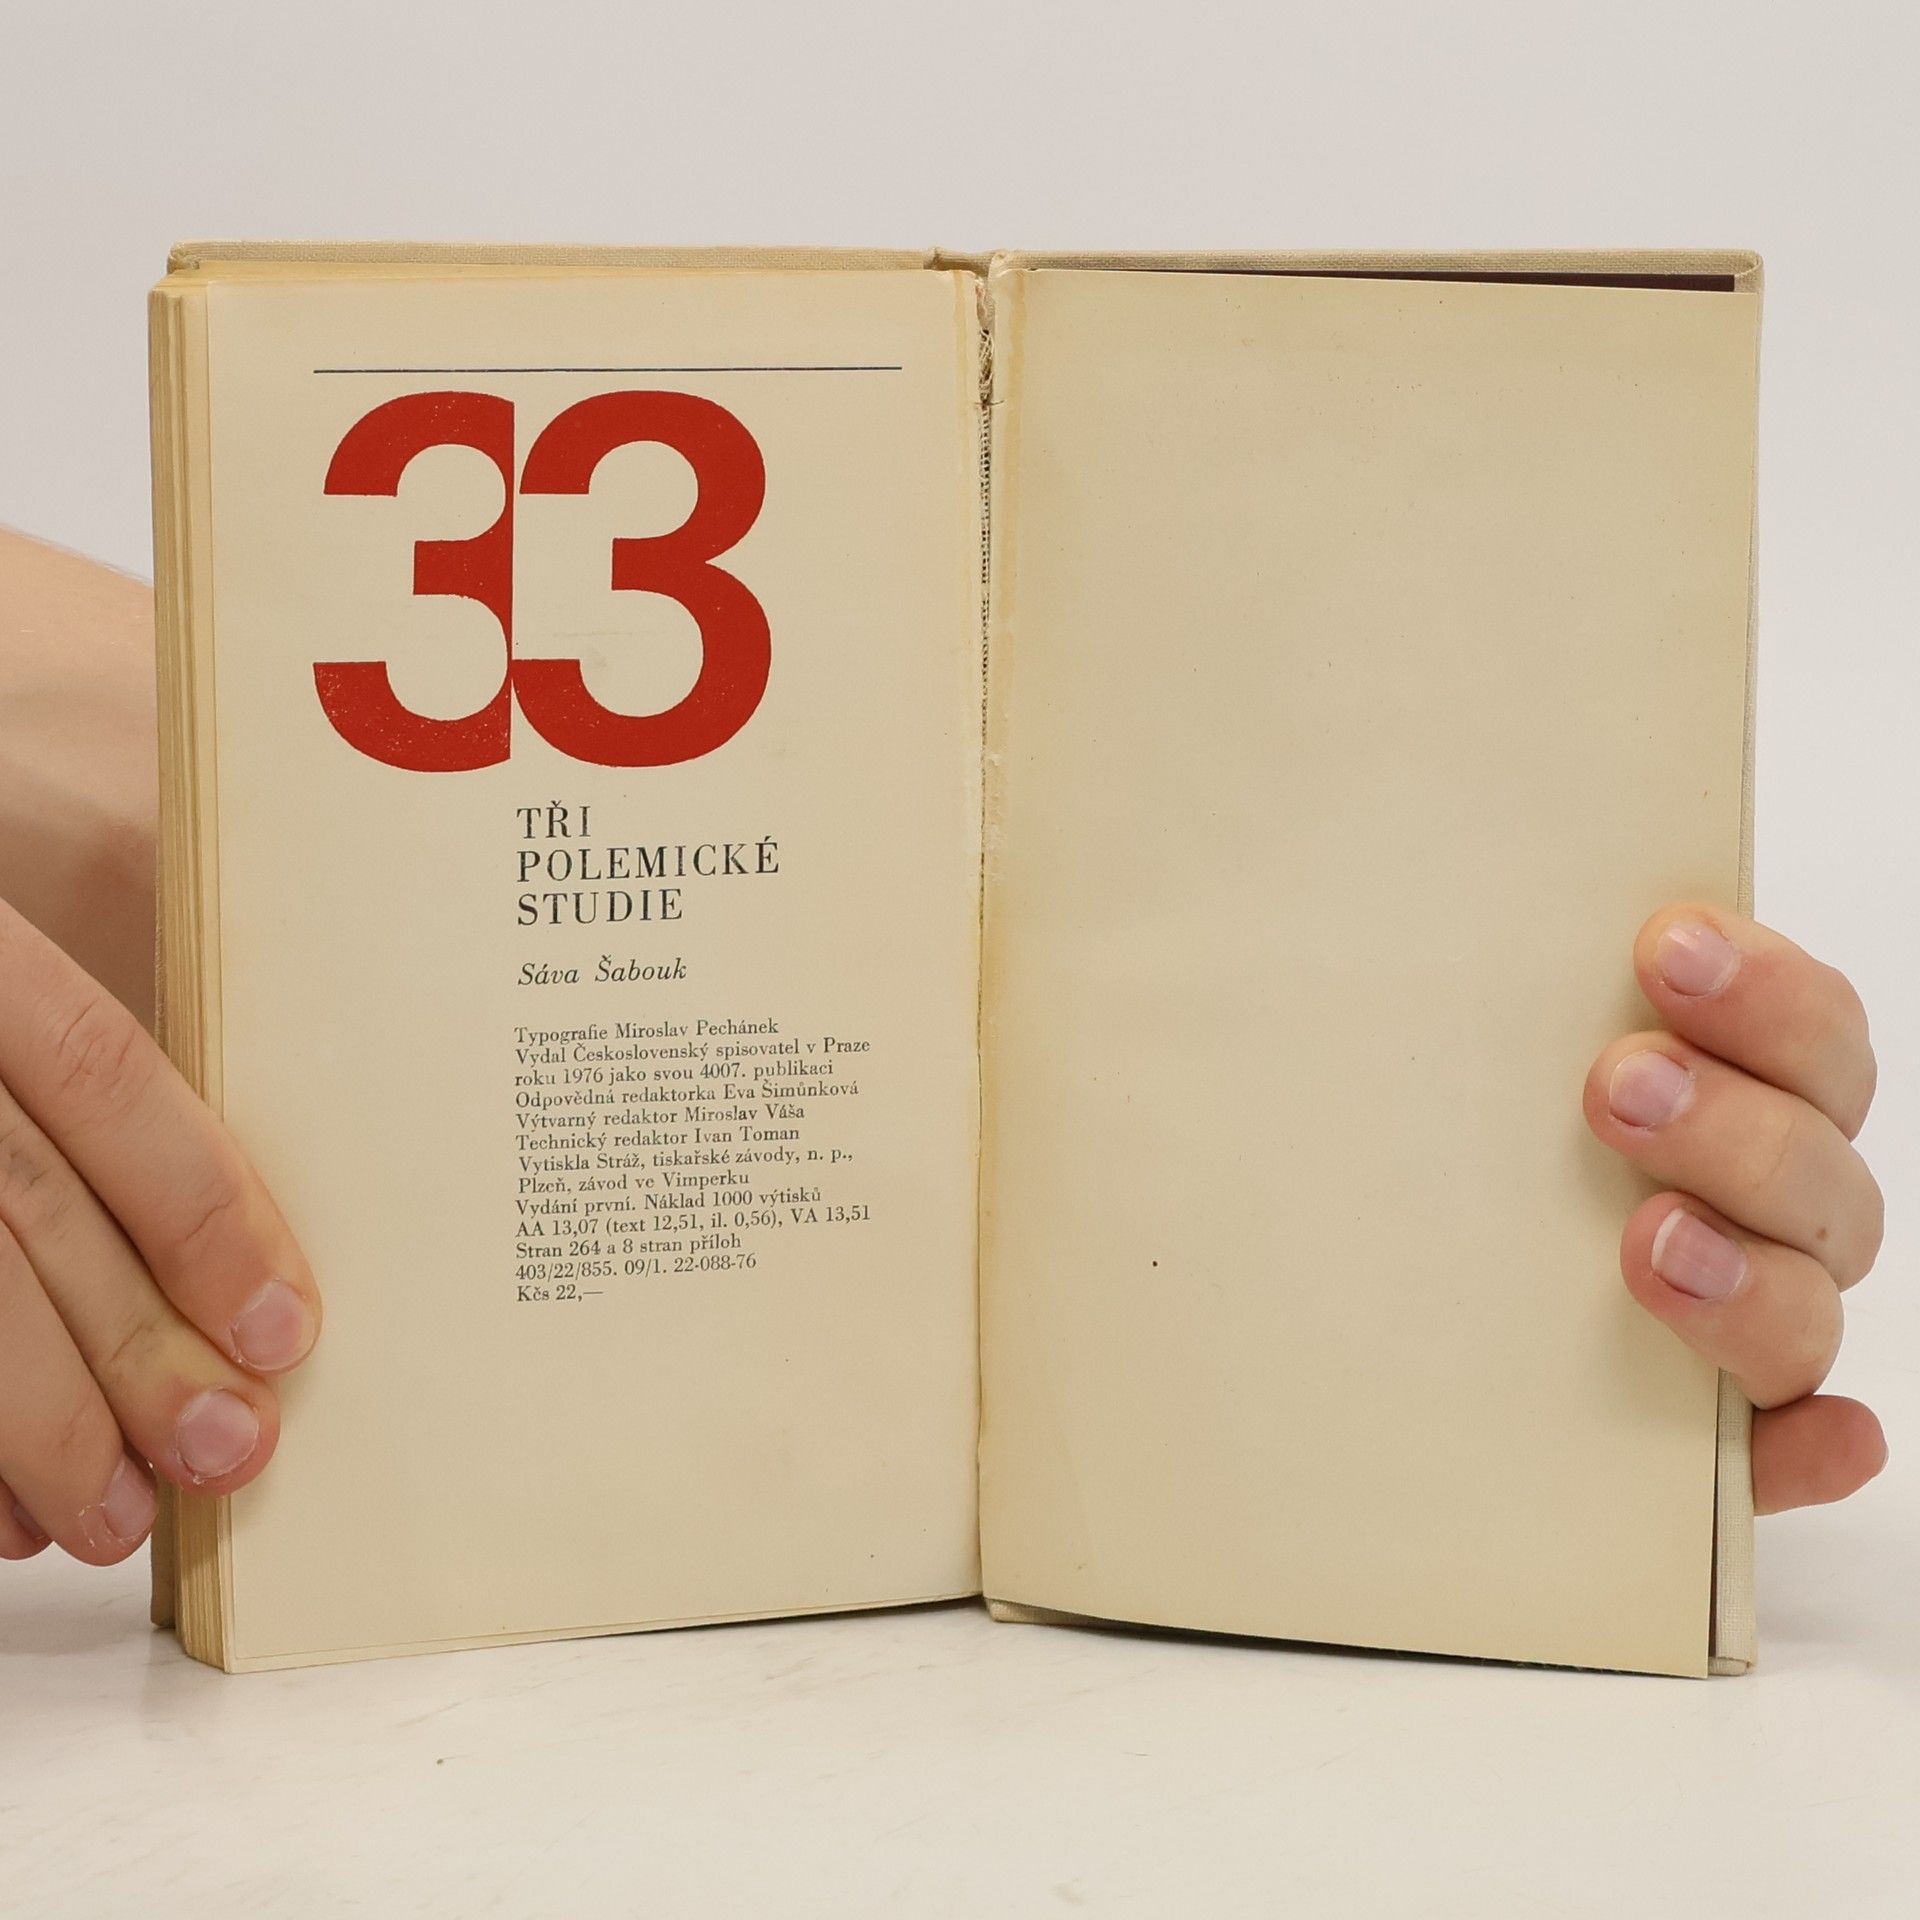 33
TŘI
POLEMICKÉ
STUDIE
Sáva Šabouk
Typografie Miroslav Pechánek
Vydal Československý spisovatel v Praze
roku 1976 jako svou 4007. publikaci
Odpovědná redaktorka Eva Šimůnková
Výtvarný redaktor Miroslav Váša
Technický redaktor Ivan Toman
Vytiskla Stráž, tiskařské závody, n. p.,
Plzeň, závod ve Vimperku
Vydání první. Náklad 1000 výtisků
AA 13,07 (text 12,51, il. 0,56), VA 13,51
Stran 264 a 8 stran příloh
403/22/855. 09/1. 22-088-76
Kčs 22,—